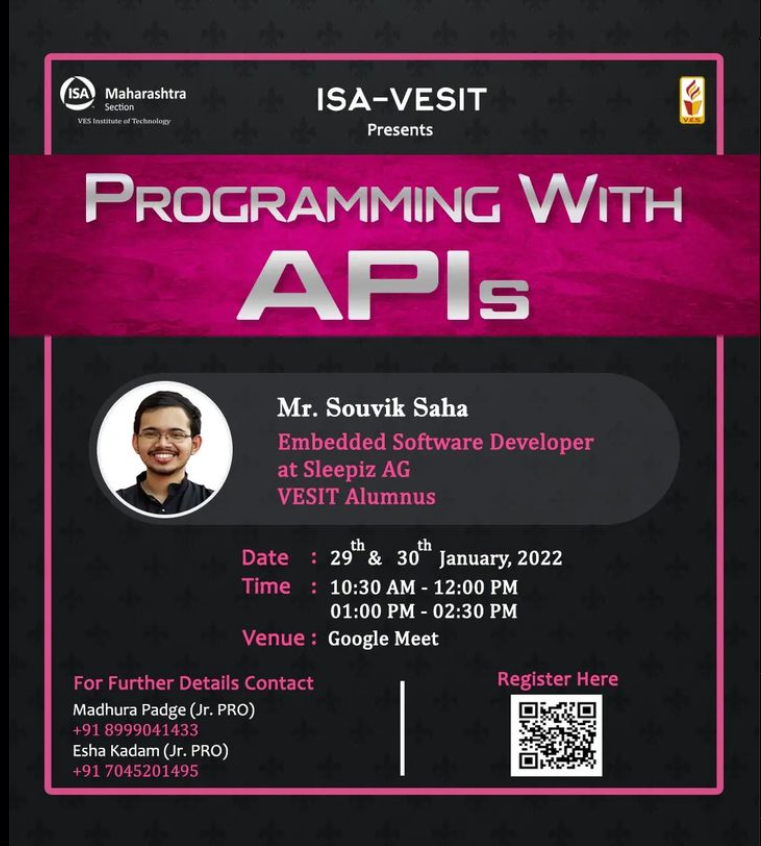 ISA Maharashtra
Section
VES Institute of Technology
ISA-VESIT
Presents
V.E.S.
PROGRAMMING WITH
APIs
Mr. Souvik Saha
Embedded Software Developer
at Sleepiz AG
VESIT Alumnus
Date : 29th & 30th January, 2022
Time : 10:30 AM - 12:00 PM
01:00 PM - 02:30 PM
Venue : Google Meet
For Further Details Contact
Madhura Padge (Jr. PRO)
+91 8999041433
Esha Kadam (Jr. PRO)
+91 7045201495
Register Here